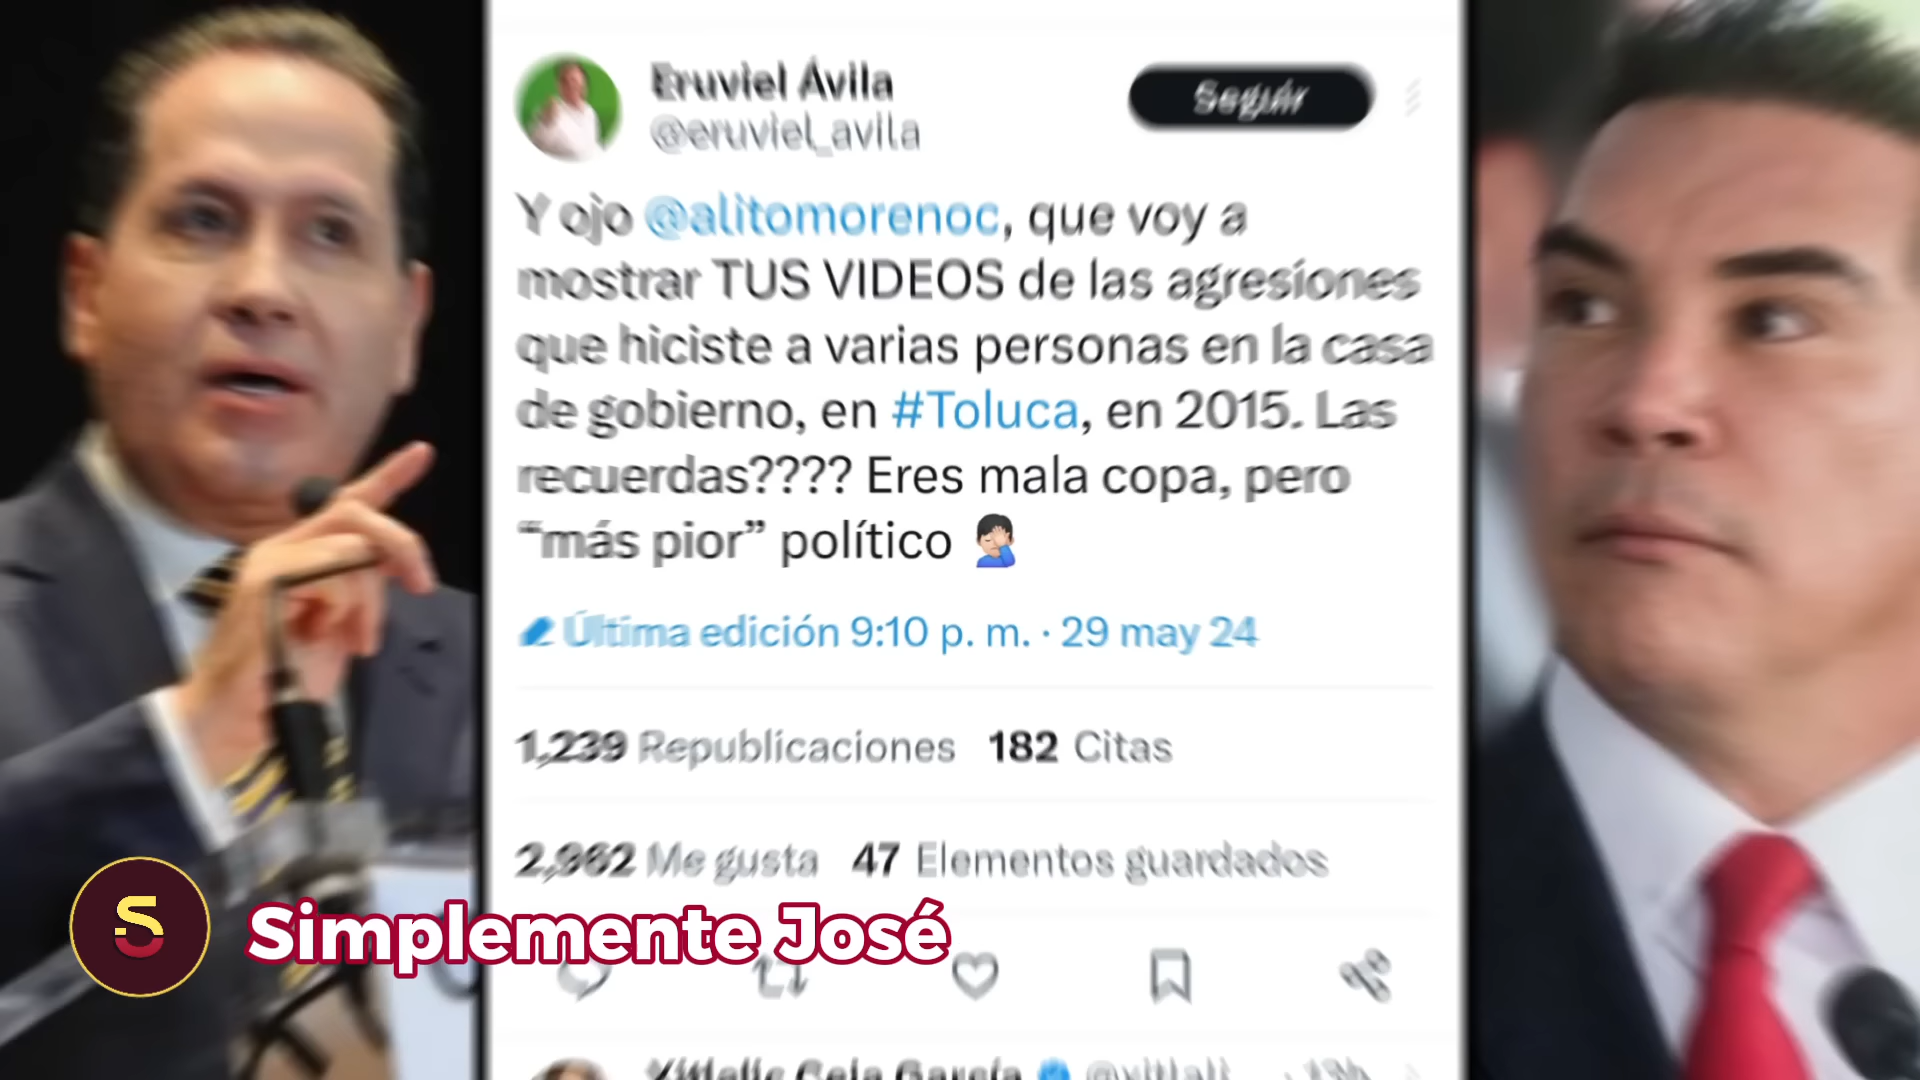 Eruviel Ávila
@eruviel_avila
Seguir
Y ojo @alitomorenoc, que voy a
mostrar TUS VIDEOS de las agresiones
que hiciste a varias personas en la casa
de gobierno, en #Toluca, en 2015. Las
recuerdas???? Eres mala copa, pero
“más pior” político
Última edición 9:10 p. m. · 29 may 24
1,239 Republicaciones 182 Citas
2,962 Me gusta 47 Elementos guardados
S
Simplemente José
Cela García